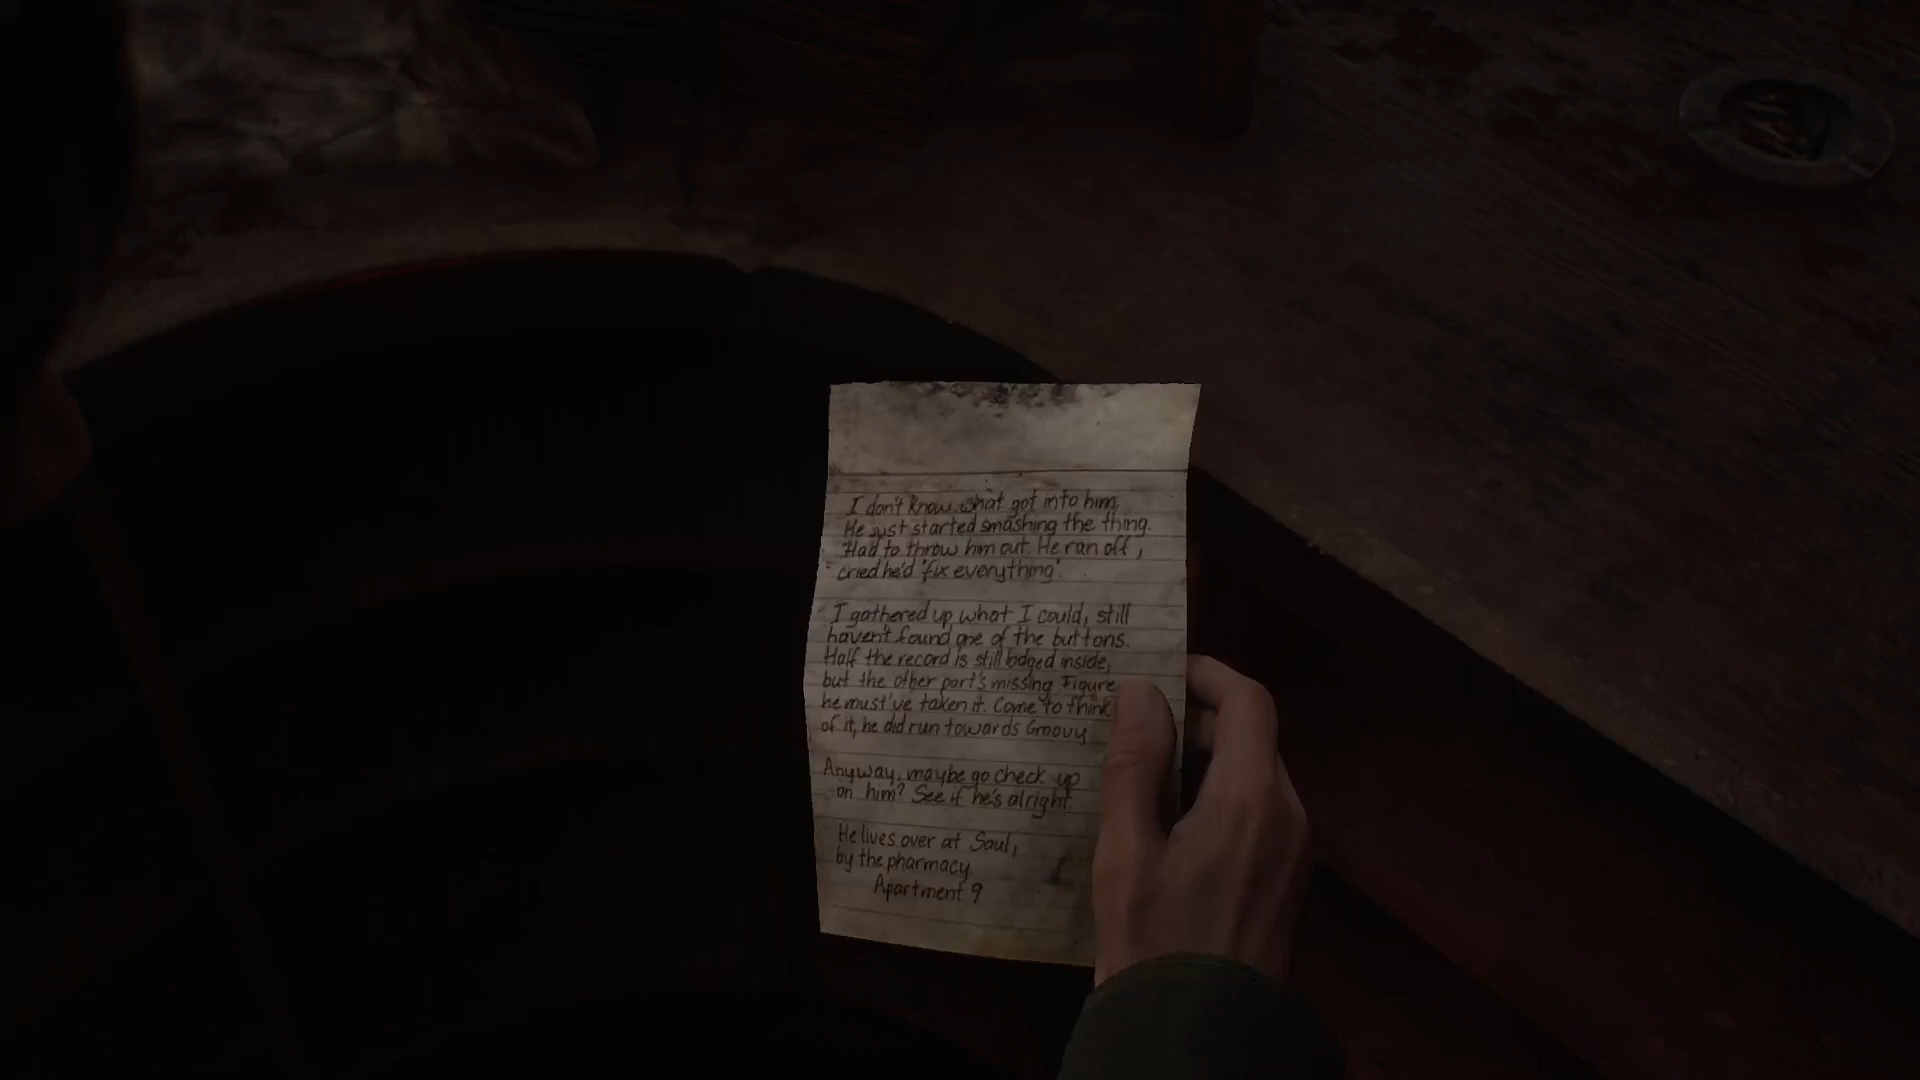 I don't know what got into him,
He just started smashing the thing.
Had to throw him out. He ran off,
cried he'd 'fix everything'.
I gathered up what I could, still
haven't found one of the buttons.
Half the record is still lodged inside,
but the other part's missing. Figure
he must've taken it. Come to think
of it, he did run towards Groovy
Anyway, maybe go check up
on him? See if he's alright.
He lives over at Saul,
by the pharmacy.
Apartment 9